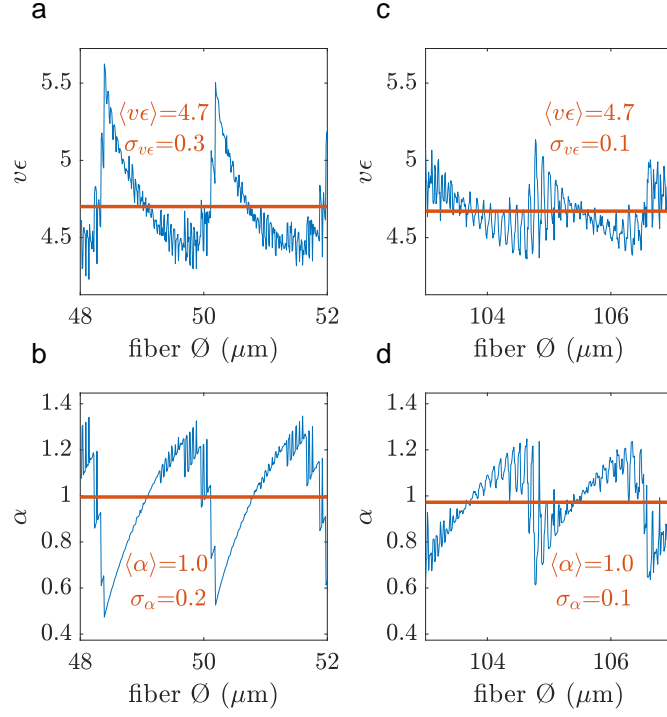 a
5.5
5
4.5
vϵ
⟨vϵ⟩=4.7
σvϵ=0.3
48 50 52
fiber Ø (μm)
c
5.5
5
4.5
vϵ
⟨vϵ⟩=4.7
σvϵ=0.1
104 106
fiber Ø (μm)
b
1.4
1.2
1
0.8
0.6
0.4
α
⟨α⟩=1.0
σα=0.2
48 50 52
fiber Ø (μm)
d
1.4
1.2
1
0.8
0.6
0.4
α
⟨α⟩=1.0
σα=0.1
104 106
fiber Ø (μm)